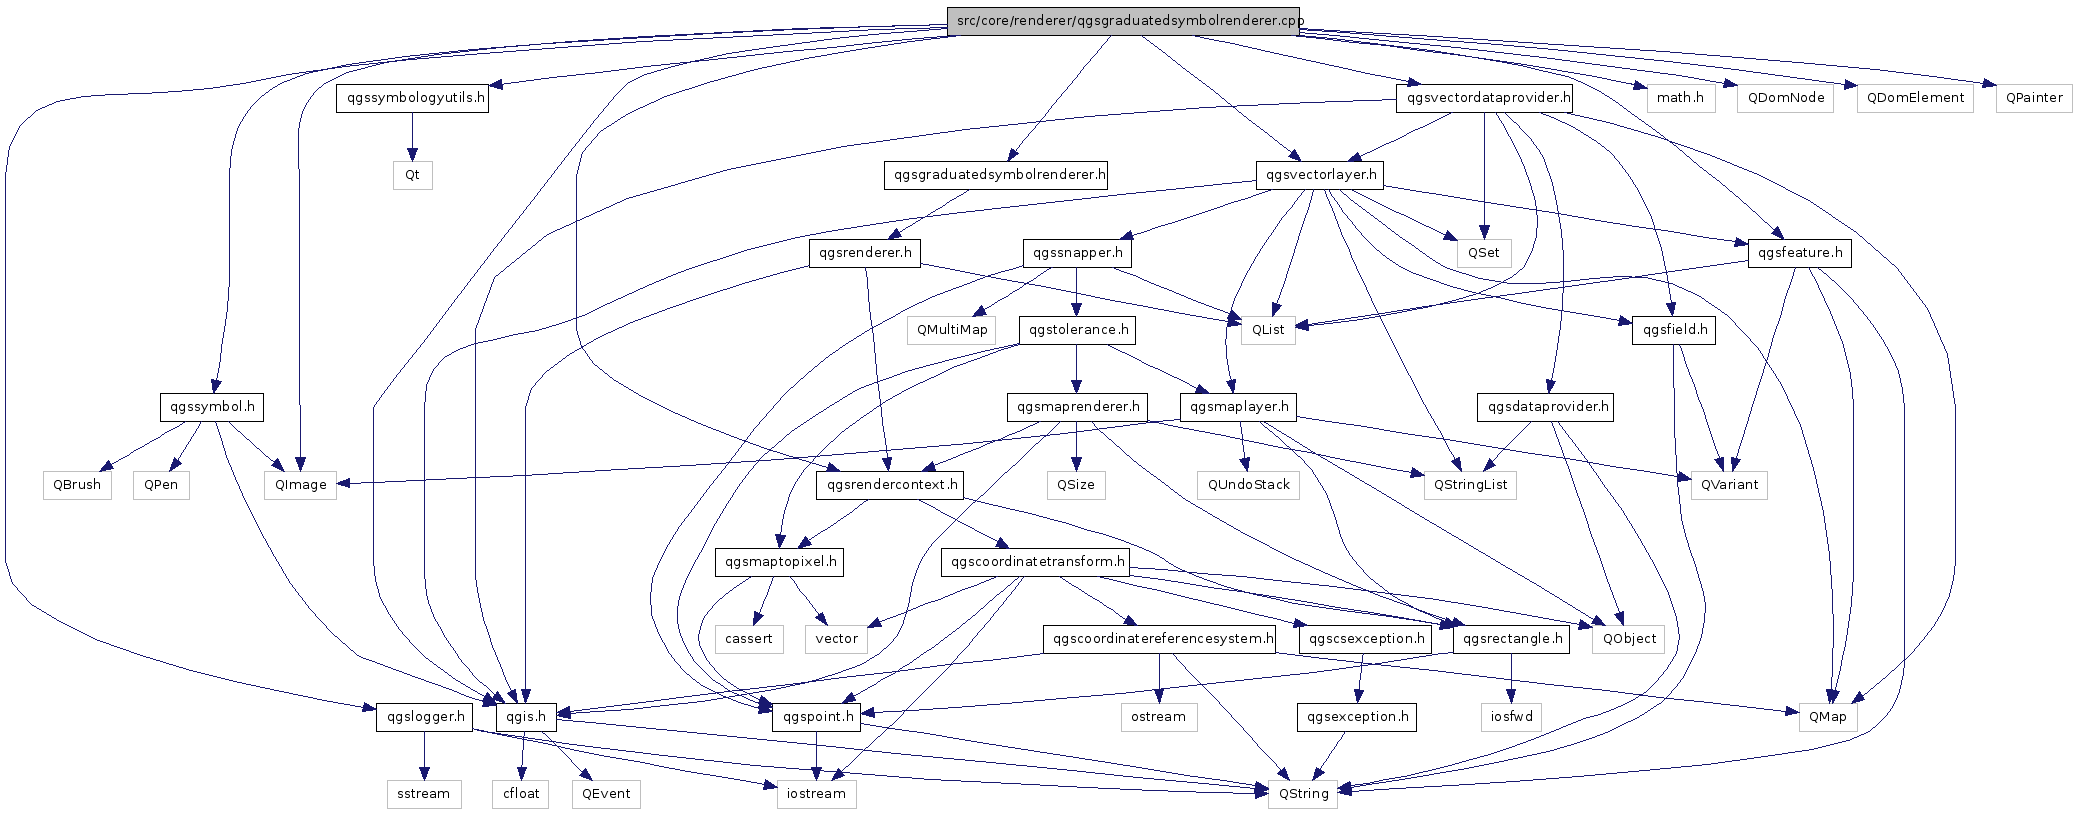 src/core/renderer/qgsgraduatedsymbolrenderer.cpp
qgssymbologyutils.h
qgsvectordataprovider.h
math.h
QDomNode
QDomElement
QPainter
Qt
qgsgraduatedsymbolrenderer.h
qgsvectorlayer.h
qgsrenderer.h
qgssnapper.h
QSet
qgsfeature.h
QMultiMap
qgstolerance.h
QList
qgsfield.h
qgssymbol.h
qgsmaprenderer.h
qgsmaplayer.h
qgsdataprovider.h
QBrush
QPen
QImage
qgsrendercontext.h
QSize
QUndoStack
QStringList
QVariant
qgsmaptopixel.h
qgscoordinatetransform.h
cassert
vector
qgscoordinatereferencesystem.h
qgscsexception.h
qgsrectangle.h
QObject
qgslogger.h
qgis.h
qgspoint.h
ostream
qgsexception.h
iosfwd
QMap
sstream
cfloat
QEvent
iostream
QString